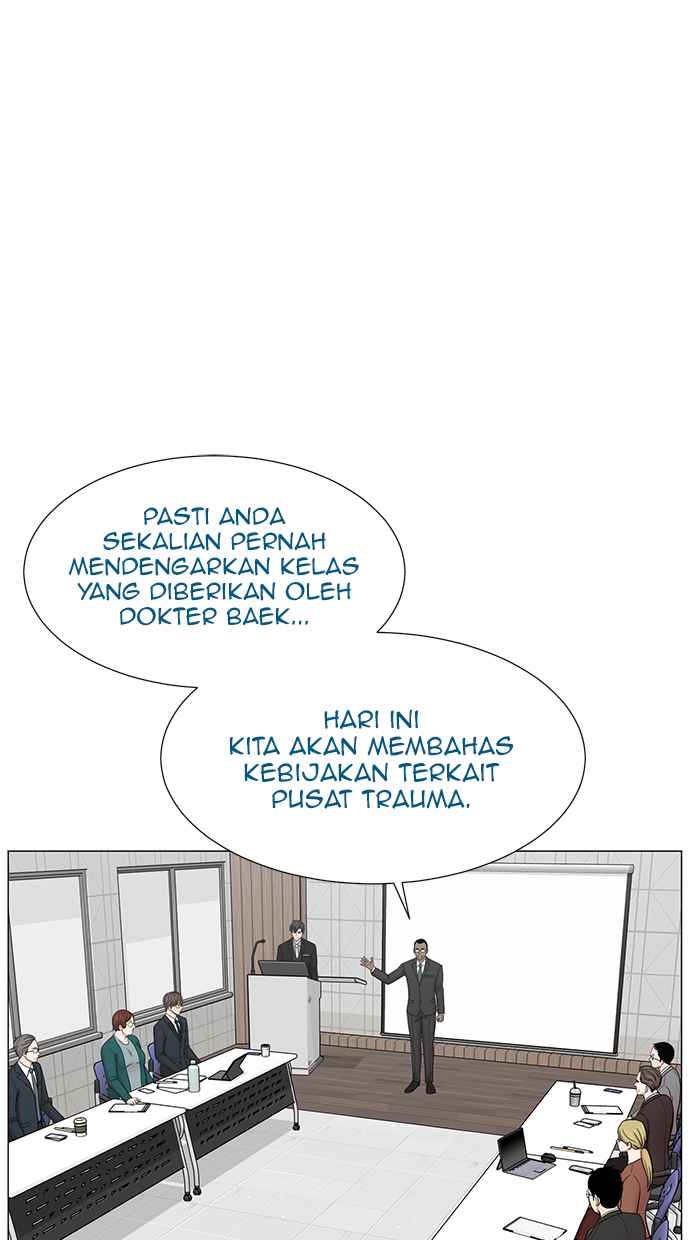 PASTI ANDA
SEKALIAN PERNAH
MENDENGARKAN KELAS
YANG DIBERIKAN OLEH
DOKTER BAEK...
HARI INI
KITA AKAN MEMBAHAS
KEBIJAKAN TERKAIT
PUSAT TRAUMA.